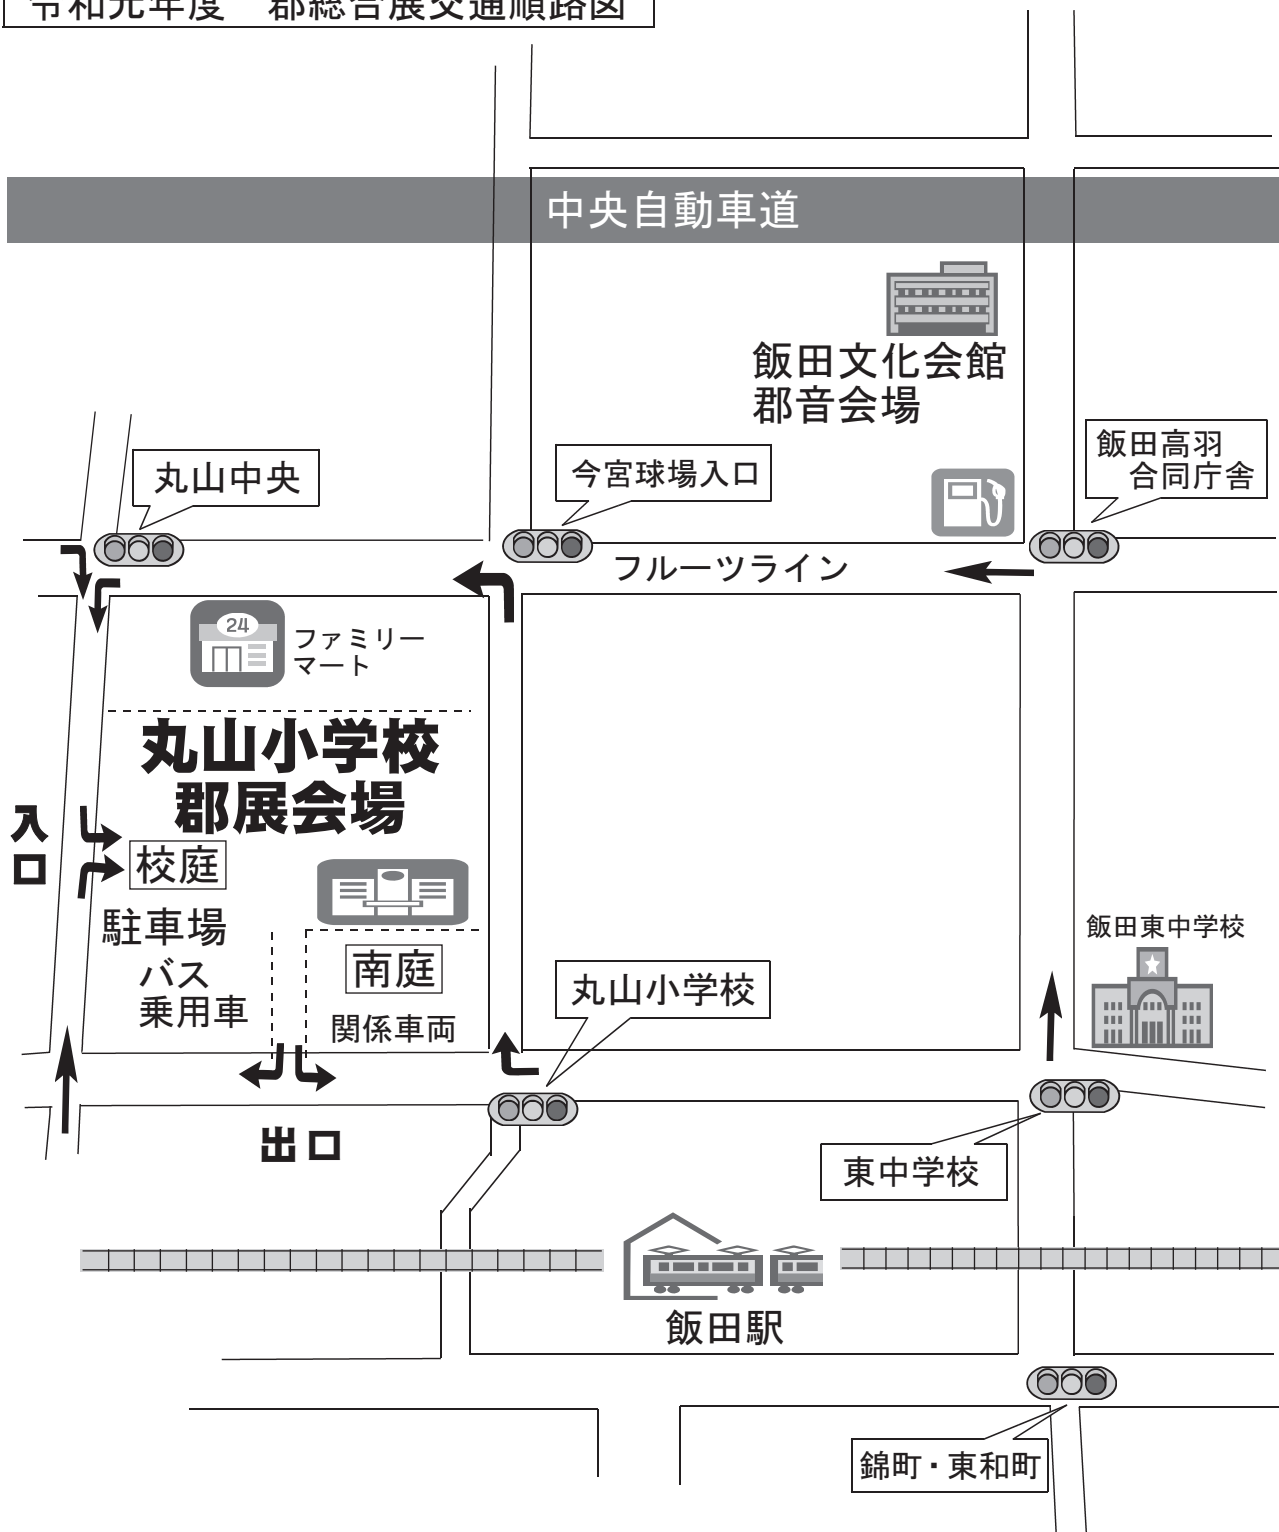 令和元年度　郡総合展交通順路図
中央自動車道
飯田文化会館
郡音会場
飯田高羽
合同庁舎
丸山中央
今宮球場入口
フルーツライン
24
ファミリー
マート
丸山小学校
郡展会場
入口
校庭
駐車場
バス
乗用車
南庭
関係車両
丸山小学校
飯田東中学校
出口
東中学校
飯田駅
錦町・東和町